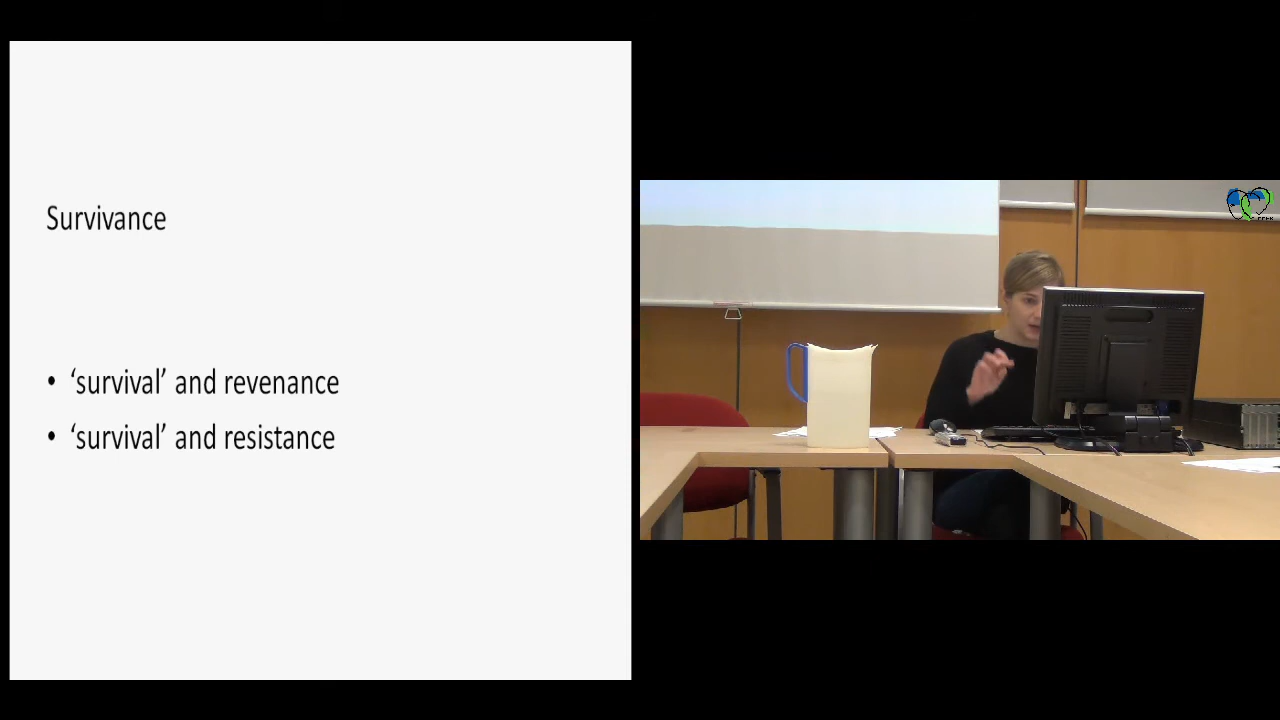 Survivance
• ‘survival’ and revenance
• ‘survival’ and resistance